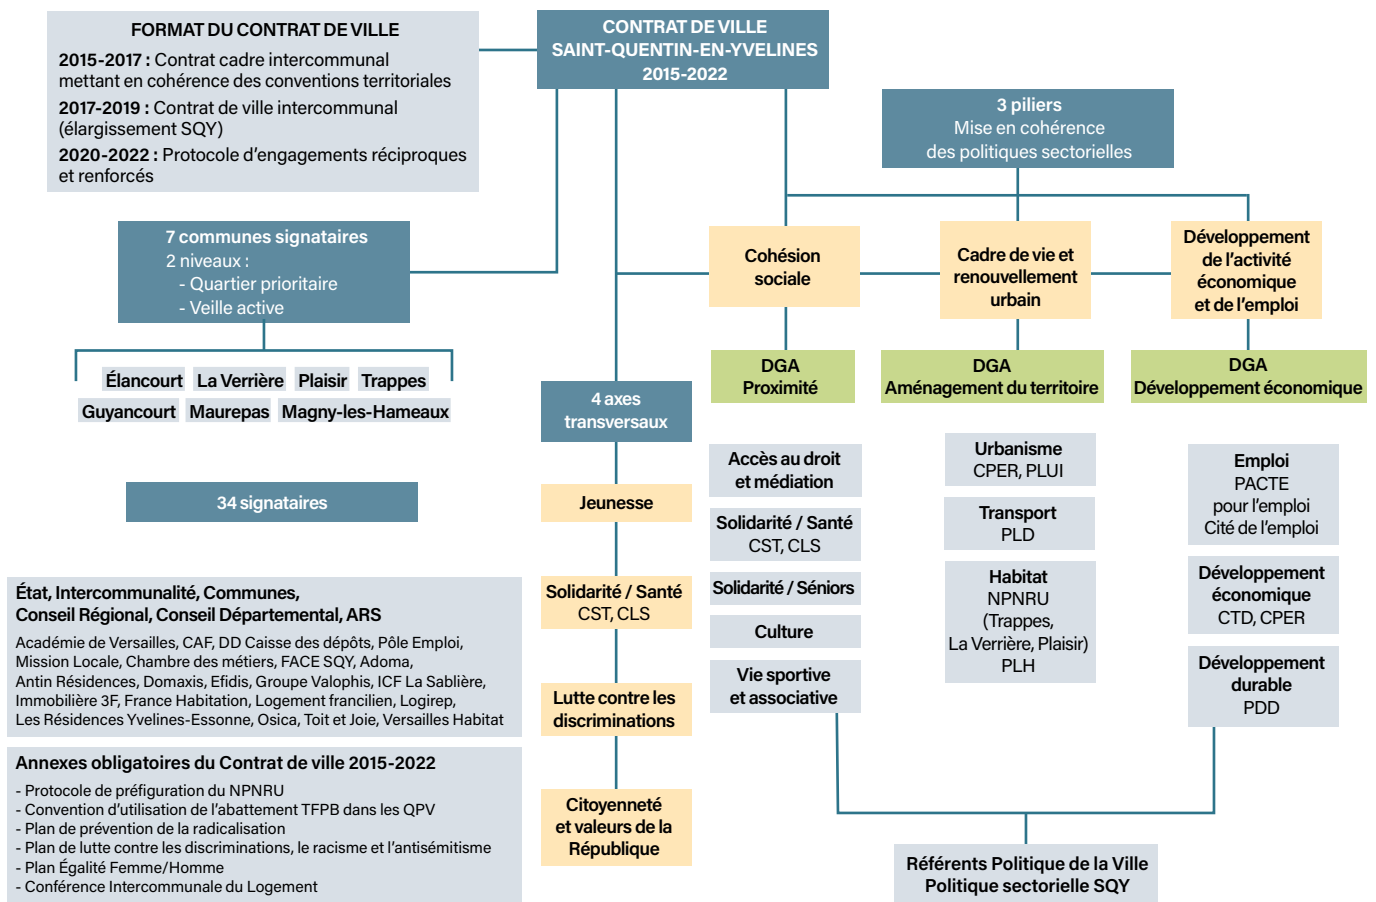 FORMAT DU CONTRAT DE VILLE
2015-2017 : Contrat cadre intercommunal
mettant en cohérence des conventions territoriales
2017-2019 : Contrat de ville intercommunal
(élargissement SQY)
2020-2022 : Protocole d’engagements réciproques
et renforcés
CONTRAT DE VILLE
SAINT-QUENTIN-EN-YVELINES
2015-2022
3 piliers
Mise en cohérence
des politiques sectorielles
7 communes signataires
2 niveaux :
- Quartier prioritaire
- Veille active
Élancourt La Verrière Plaisir Trappes
Guyancourt Maurepas Magny-les-Hameaux
34 signataires
État, Intercommunalité, Communes,
Conseil Régional, Conseil Départemental, ARS
Académie de Versailles, CAF, DD Caisse des dépôts, Pôle Emploi,
Mission Locale, Chambre des métiers, FACE SQY, Adoma,
Antin Résidences, Domaxis, Efidis, Groupe Valophis, ICF La Sablière,
Immobilière 3F, France Habitation, Logement francilien, Logirep,
Les Résidences Yvelines-Essonne, Osica, Toit et Joie, Versailles Habitat
Annexes obligatoires du Contrat de ville 2015-2022
- Protocole de préfiguration du NPNRU
- Convention d’utilisation de l’abattement TFPB dans les QPV
- Plan de prévention de la radicalisation
- Plan de lutte contre les discriminations, le racisme et l’antisémitisme
- Plan Égalité Femme/Homme
- Conférence Intercommunale du Logement
4 axes
transversaux
Jeunesse
Solidarité / Santé
CST, CLS
Lutte contre les
discriminations
Citoyenneté
et valeurs de la
République
Cohésion
sociale
DGA
Proximité
Accès au droit
et médiation
Solidarité / Santé
CST, CLS
Solidarité / Séniors
Culture
Vie sportive
et associative
Cadre de vie et
renouvellement
urbain
DGA
Aménagement du territoire
Urbanisme
CPER, PLUI
Transport
PLD
Habitat
NPNRU
(Trappes,
La Verrière, Plaisir)
PLH
Développement
de l’activité
économique
et de l’emploi
DGA
Développement économique
Emploi
PACTE
pour l’emploi
Cité de l’emploi
Développement
économique
CTD, CPER
Développement
durable
PDD
Référents Politique de la Ville
Politique sectorielle SQY